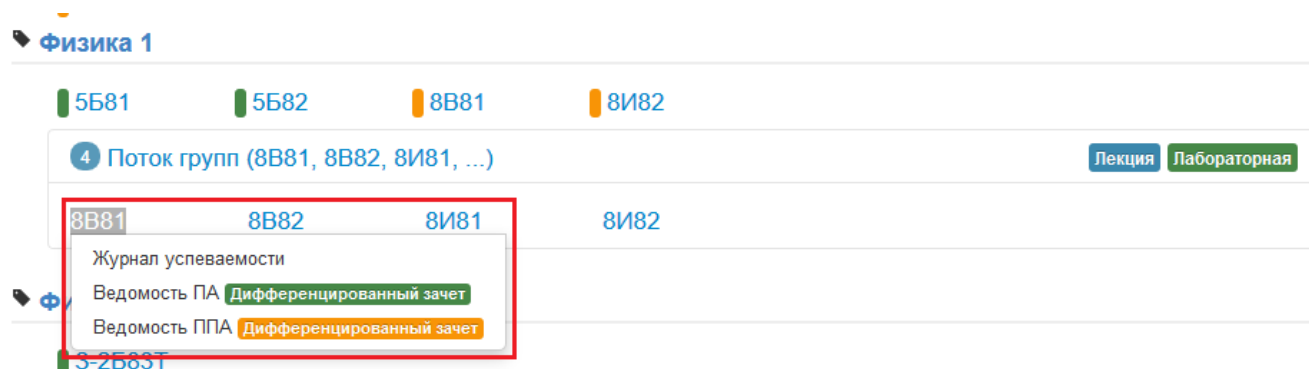 Физика 1
5Б81 5Б82 8В81 8И82
4 Поток групп (8В81, 8В82, 8И81, ...) Лекция Лабораторная
8В81 8В82 8И81 8И82
Журнал успеваемости
Ведомость ПА Дифференцированный зачет
Ведомость ППА Дифференцированный зачет